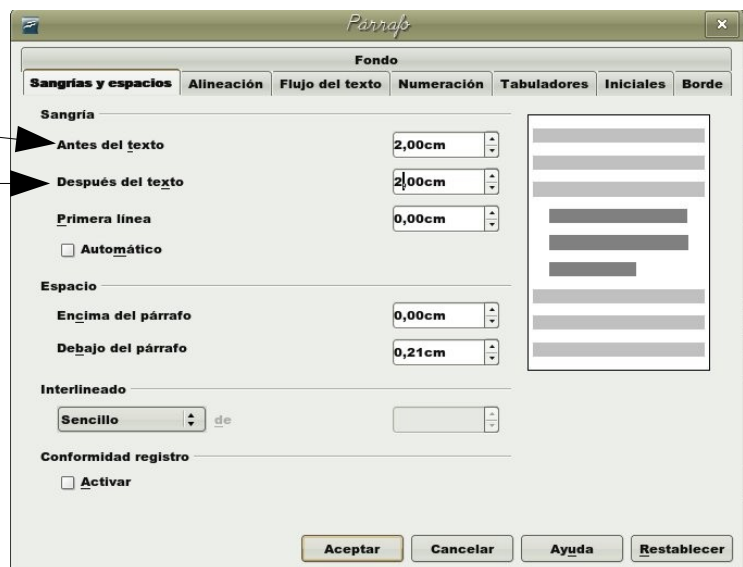 Párrafo
Fondo
Sangrías y espacios Alineación Flujo del texto Numeración Tabuladores Iniciales Borde
Sangría
Antes del texto 2,00cm
Después del texto 2,00cm
Primera línea 0,00cm
Automático
Espacio
Encima del párrafo 0,00cm
Debajo del párrafo 0,21cm
Interlineado
Sencillo de
Conformidad registro
Activar
Aceptar Cancelar Ayuda Restablecer